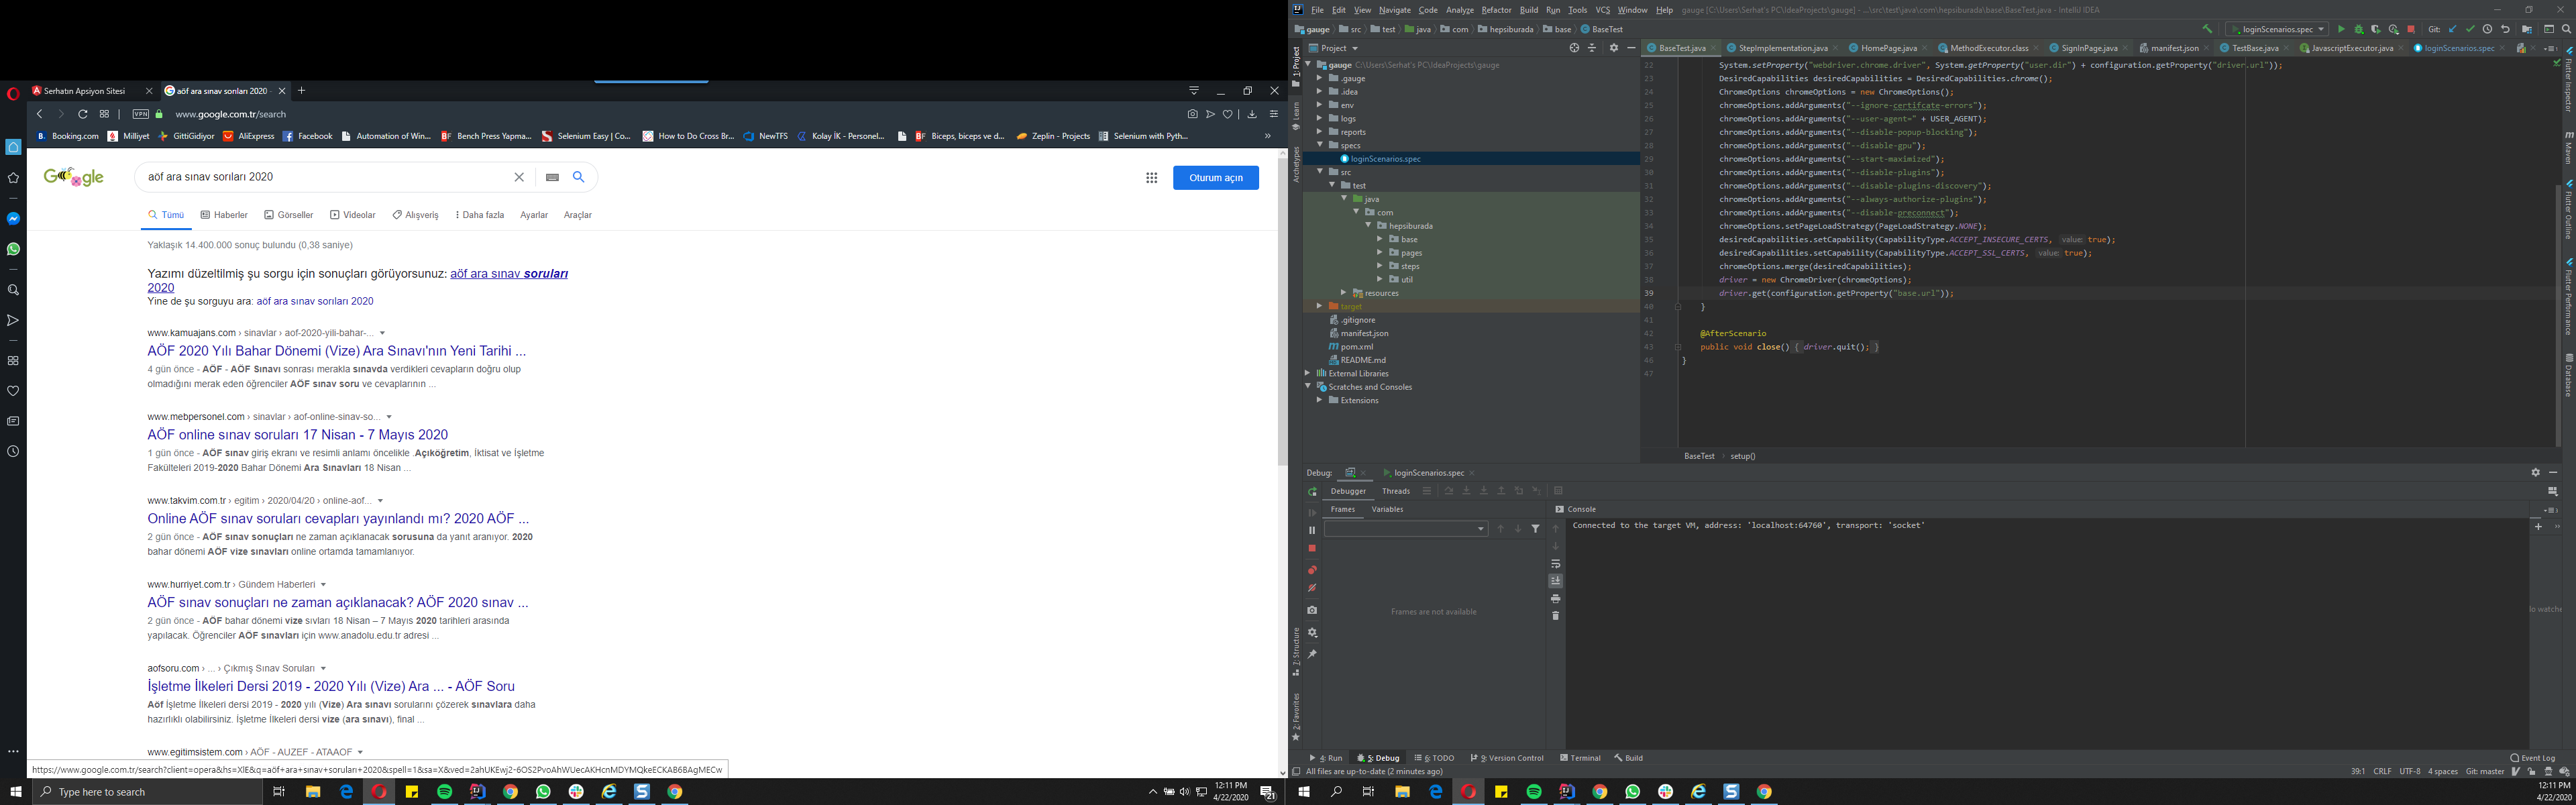 Serhatın Apsiyon Sitesi
aöf ara sınav sonları 2020 -
VPN
www.google.com.tr/search
Booking.com Milliyet GittiGidiyor AliExpress Facebook Automation of Win... Bench Press Yapma... Selenium Easy | Co... How to Do Cross Br... NewTFS Kolay İK - Personel... Biceps, biceps ve d... Zeplin - Projects Selenium with Pyth...
aöf ara sınav sorıları 2020
Oturum açın
Tümü Haberler Görseller Videolar Alışveriş Daha fazla Ayarlar Araçlar
Yaklaşık 14.400.000 sonuç bulundu (0,38 saniye)
Yazımı düzeltilmiş şu sorgu için sonuçları görüyorsunuz: aöf ara sınav soruları
2020
Yine de şu sorguyu ara: aöf ara sınav sorıları 2020
www.kamuajans.com › sinavlar › aof-2020-yili-bahar-...
AÖF 2020 Yılı Bahar Dönemi (Vize) Ara Sınavı'nın Yeni Tarihi ...
4 gün önce - AÖF - AÖF Sınavı sonrası merakla sınavda verdikleri cevapların doğru olup
olmadığını merak eden öğrenciler AÖF sınav soru ve cevaplarının ...
www.mebpersonel.com › sinavlar › aof-online-sinav-so...
AÖF online sınav soruları 17 Nisan - 7 Mayıs 2020
1 gün önce - AÖF sınav giriş ekranı ve resimli anlamı öncelikle .Açıköğretim, İktisat ve İşletme
Fakülteleri 2019-2020 Bahar Dönemi Ara Sınavları 18 Nisan ...
www.takvim.com.tr › egitim › 2020/04/20 › online-aof...
Online AÖF sınav soruları cevapları yayınlandı mı? 2020 AÖF ...
2 gün önce - AÖF sınav sonuçları ne zaman açıklanacak sorusuna da yanıt aranıyor. 2020
bahar dönemi AÖF vize sınavları online ortamda tamamlanıyor.
www.hurriyet.com.tr › Gündem Haberleri
AÖF sınav sonuçları ne zaman açıklanacak? AÖF 2020 sınav ...
2 gün önce - AÖF bahar dönemi vize sıvları 18 Nisan – 7 Mayıs 2020 tarihleri arasında
yapılacak. Öğrenciler AÖF sınavları için www.anadolu.edu.tr adresi ...
aofsoru.com › ... › Çıkmış Sınav Soruları
İşletme İlkeleri Dersi 2019 - 2020 Yılı (Vize) Ara ... - AÖF Soru
Aöf İşletme İlkeleri dersi 2019 - 2020 yılı (Vize) Ara sınavı sorularını çözerek sınavlara daha
hazırlıklı olabilirsiniz. İşletme İlkeleri dersi vize (ara sınavı), final ...
www.egitimsistem.com › AÖF - AUZEF - ATAAOF
https://www.google.com.tr/search?client=opera&hs=XIE&q=aöf+ara+sınav+soruları+2020&spell=1&sa=X&ved=2ahUKEwj2-6OS2PvoAhWUecAKHcnMDYMQkeECKAB6BAgMECw
Type here to search
12:11 PM
4/22/2020
21
File Edit View Navigate Code Analyze Refactor Build Run Tools VCS Window Help gauge [C:\Users\Serhat's PC\IdeaProjects\gauge] - ...\src\test\java\com\hepsiburada\base\BaseTest.java - IntelliJ IDEA
gauge src test java com hepsiburada base BaseTest
loginScenarios.spec
Git:
Project
BaseTest.java StepImplementation.java HomePage.java MethodExecutor.class SignInPage.java manifest.json TestBase.java JavascriptExecutor.java loginScenarios.spec
1: Project
Learn
Archetypes
7: Structure
2: Favorites
gauge C:\Users\Serhat's PC\IdeaProjects\gauge
.gauge
.idea
env
logs
reports
specs
loginScenarios.spec
src
test
java
com
hepsiburada
base
pages
steps
util
resources
target
.gitignore
manifest.json
pom.xml
README.md
External Libraries
Scratches and Consoles
Extensions
22 System.setProperty("webdriver.chrome.driver", System.getProperty("user.dir") + configuration.getProperty("driver.url"));
23 DesiredCapabilities desiredCapabilities = DesiredCapabilities.chrome();
24 ChromeOptions chromeOptions = new ChromeOptions();
25 chromeOptions.addArguments("--ignore-certifcate-errors");
26 chromeOptions.addArguments("--user-agent=" + USER_AGENT);
27 chromeOptions.addArguments("--disable-popup-blocking");
28 chromeOptions.addArguments("--disable-gpu");
29 chromeOptions.addArguments("--start-maximized");
30 chromeOptions.addArguments("--disable-plugins");
31 chromeOptions.addArguments("--disable-plugins-discovery");
32 chromeOptions.addArguments("--always-authorize-plugins");
33 chromeOptions.addArguments("--disable-preconnect");
34 chromeOptions.setPageLoadStrategy(PageLoadStrategy.NONE);
35 desiredCapabilities.setCapability(CapabilityType.ACCEPT_INSECURE_CERTS, value: true);
36 desiredCapabilities.setCapability(CapabilityType.ACCEPT_SSL_CERTS, value: true);
37 chromeOptions.merge(desiredCapabilities);
38 driver = new ChromeDriver(chromeOptions);
39 driver.get(configuration.getProperty("base.url"));
40 }
41
42 @AfterScenario
43 public void close() { driver.quit(); }
46 }
47
BaseTest › setup()
Flutter Inspector
Maven
Flutter Outline
Flutter Performance
Database
Debug: loginScenarios.spec
Debugger Threads
Frames Variables
Console
Connected to the target VM, address: 'localhost:64760', transport: 'socket'
Frames are not available
lo watche
4: Run 5: Debug 6: TODO 9: Version Control Terminal Build
Event Log
All files are up-to-date (2 minutes ago)
39:1 CRLF UTF-8 4 spaces Git: master
12:11 PM
4/22/2020